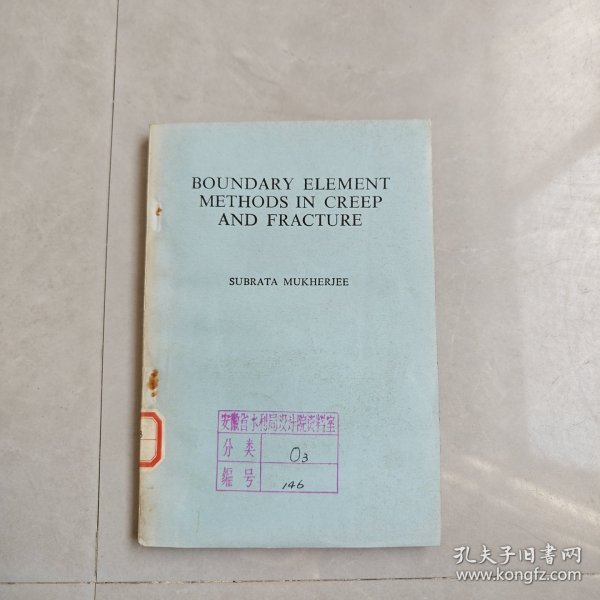 BOUNDARY ELEMENT
METHODS IN CREEP
AND FRACTURE
SUBRATA MUKHERJEE
安徽省水利局设计院资料室
分类 O3
编号 146
孔夫子旧书网
www.kongfz.com